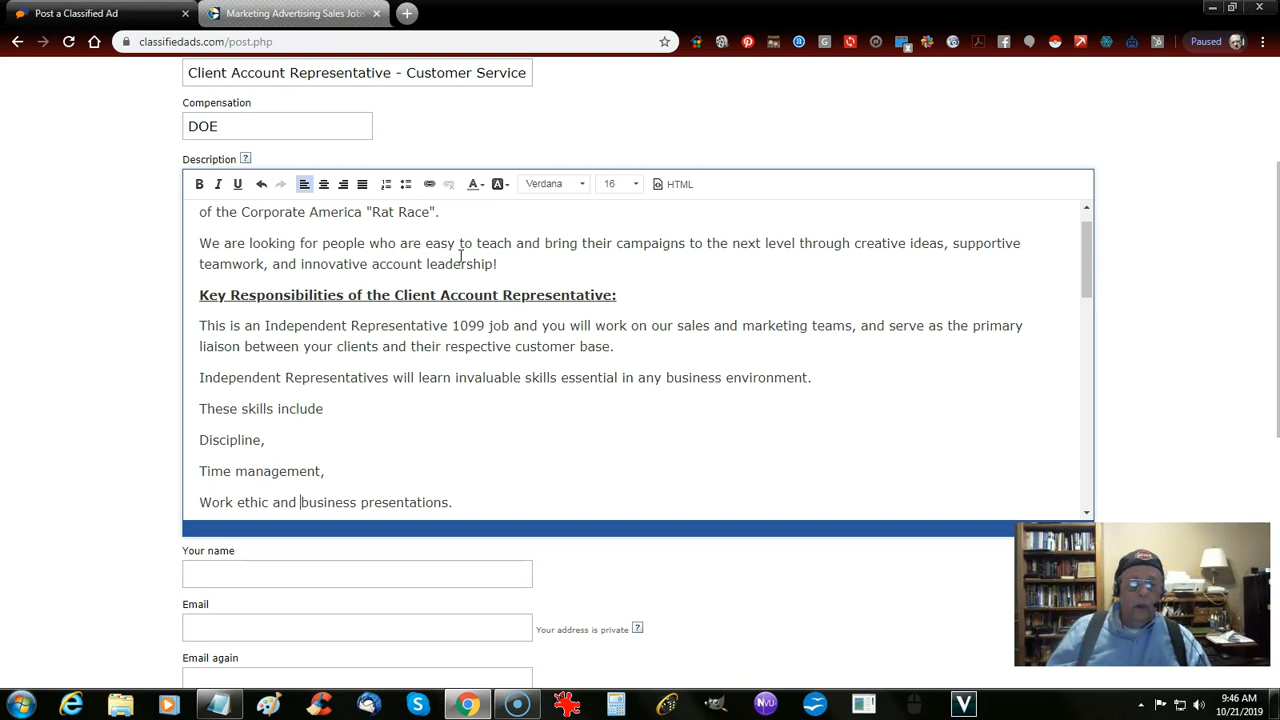 Post a Classified Ad
Marketing Advertising Sales Jobs
classifiedads.com/post.php
Paused
Client Account Representative - Customer Service
Compensation
DOE
Description ?
B I U A A Verdana 16 HTML
of the Corporate America "Rat Race".
We are looking for people who are easy to teach and bring their campaigns to the next level through creative ideas, supportive
teamwork, and innovative account leadership!
Key Responsibilities of the Client Account Representative:
This is an Independent Representative 1099 job and you will work on our sales and marketing teams, and serve as the primary
liaison between your clients and their respective customer base.
Independent Representatives will learn invaluable skills essential in any business environment.
These skills include
Discipline,
Time management,
Work ethic and business presentations.
Your name
Email
Your address is private ?
Email again
9:46 AM
10/21/2019